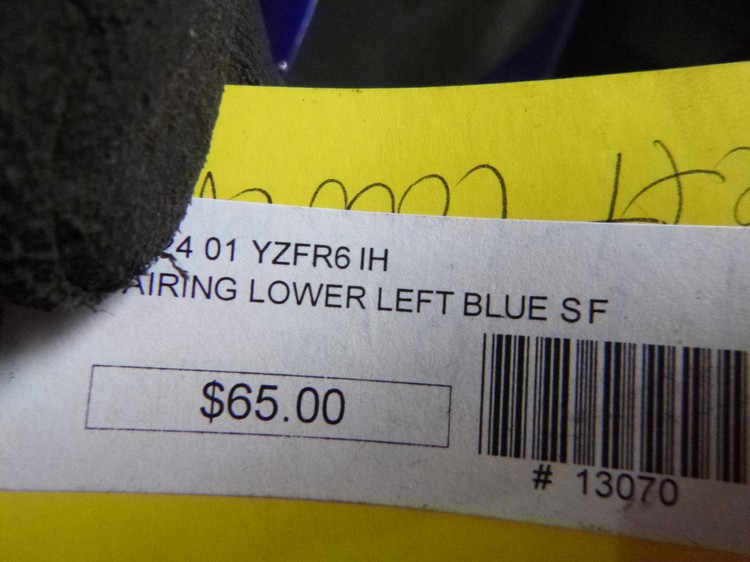 24 01 YZFR6 IH
AIRING LOWER LEFT BLUE S F
$65.00
# 13070